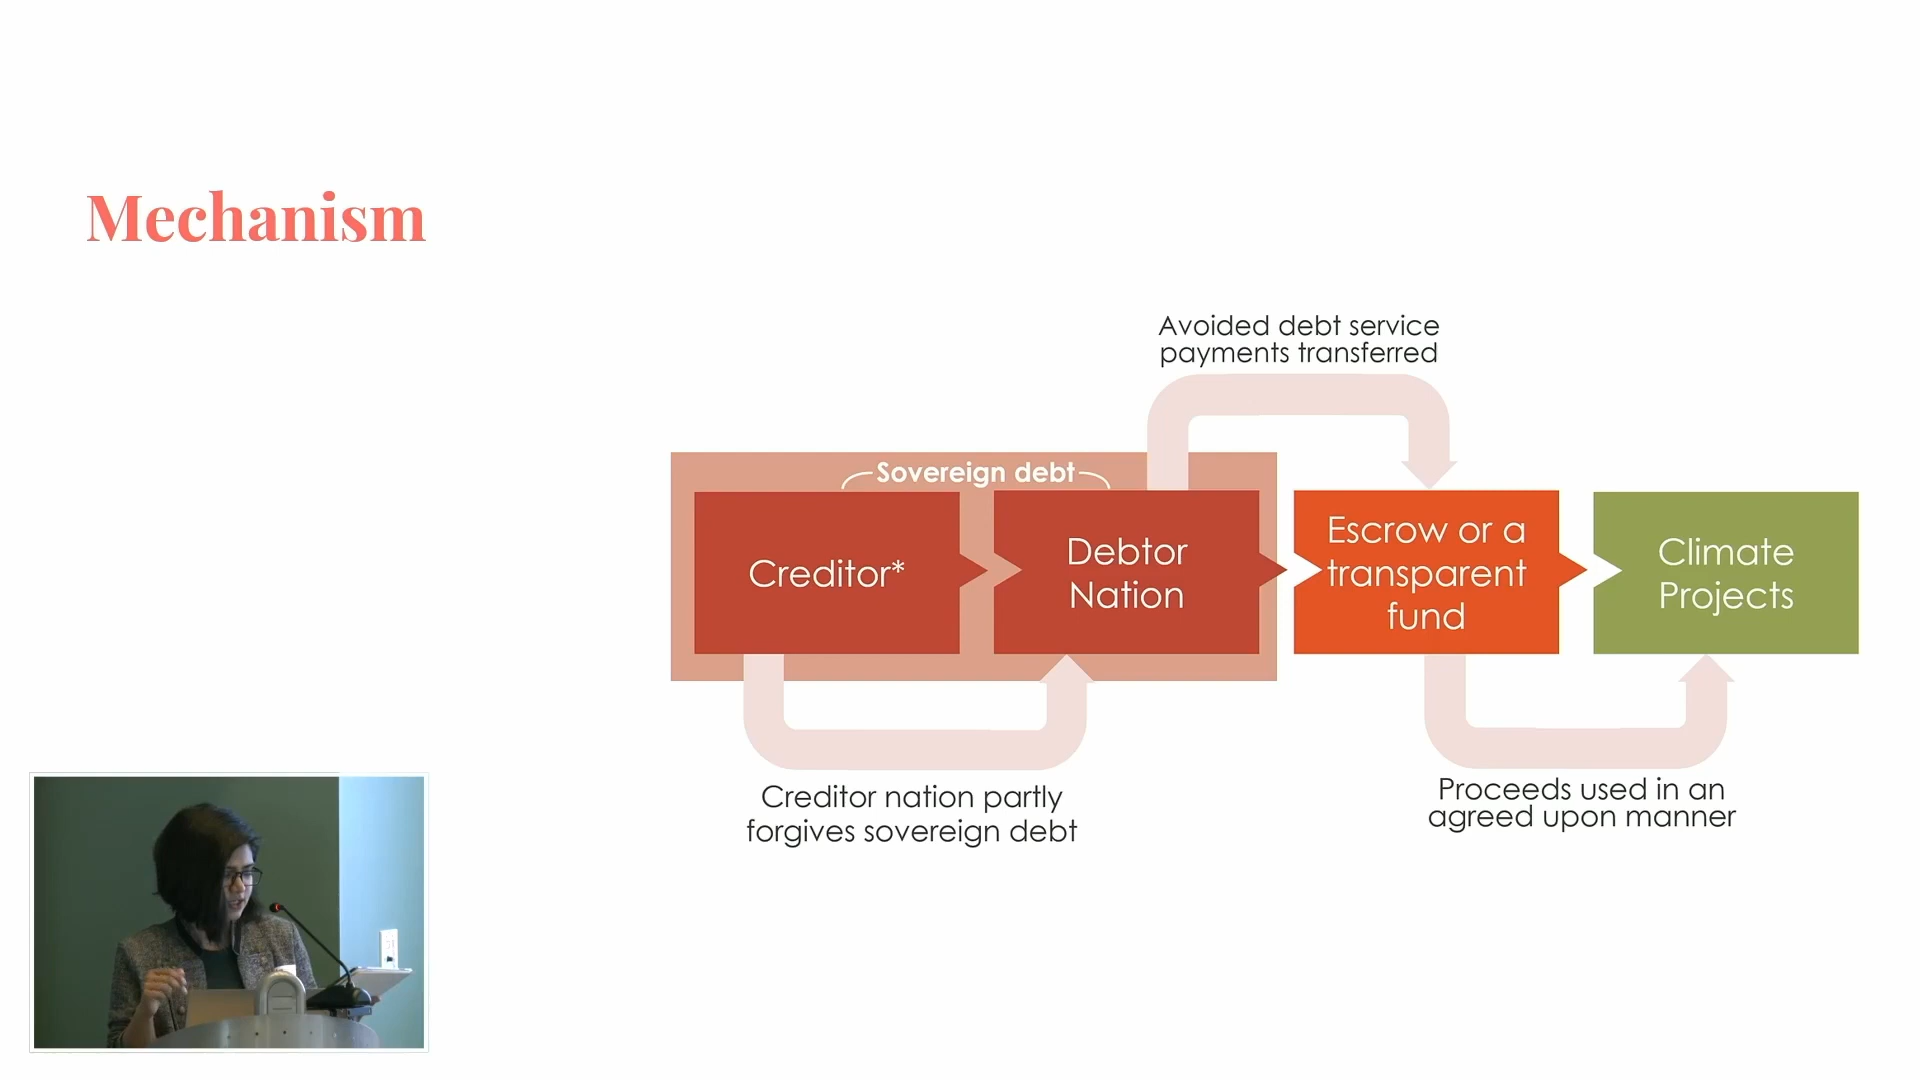 Mechanism
Avoided debt service
payments transferred
Sovereign debt
Creditor*
Debtor
Nation
Escrow or a
transparent
fund
Climate
Projects
Creditor nation partly
forgives sovereign debt
Proceeds used in an
agreed upon manner